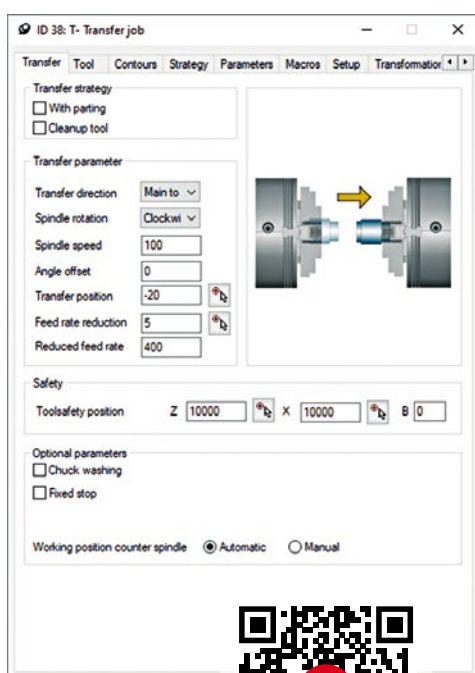 ID 38: T- Transfer job
Transfer Tool Contours Strategy Parameters Macros Setup Transformation
Transfer strategy
With parting
Cleanup tool
Transfer parameter
Transfer direction Main to
Spindle rotation Clockwi
Spindle speed 100
Angle offset 0
Transfer position -20
Feed rate reduction 5
Reduced feed rate 400
Safety
Toolsafety position Z 10000 X 10000 B 0
Optional parameters
Chuck washing
Fixed stop
Working position counter spindle Automatic Manual